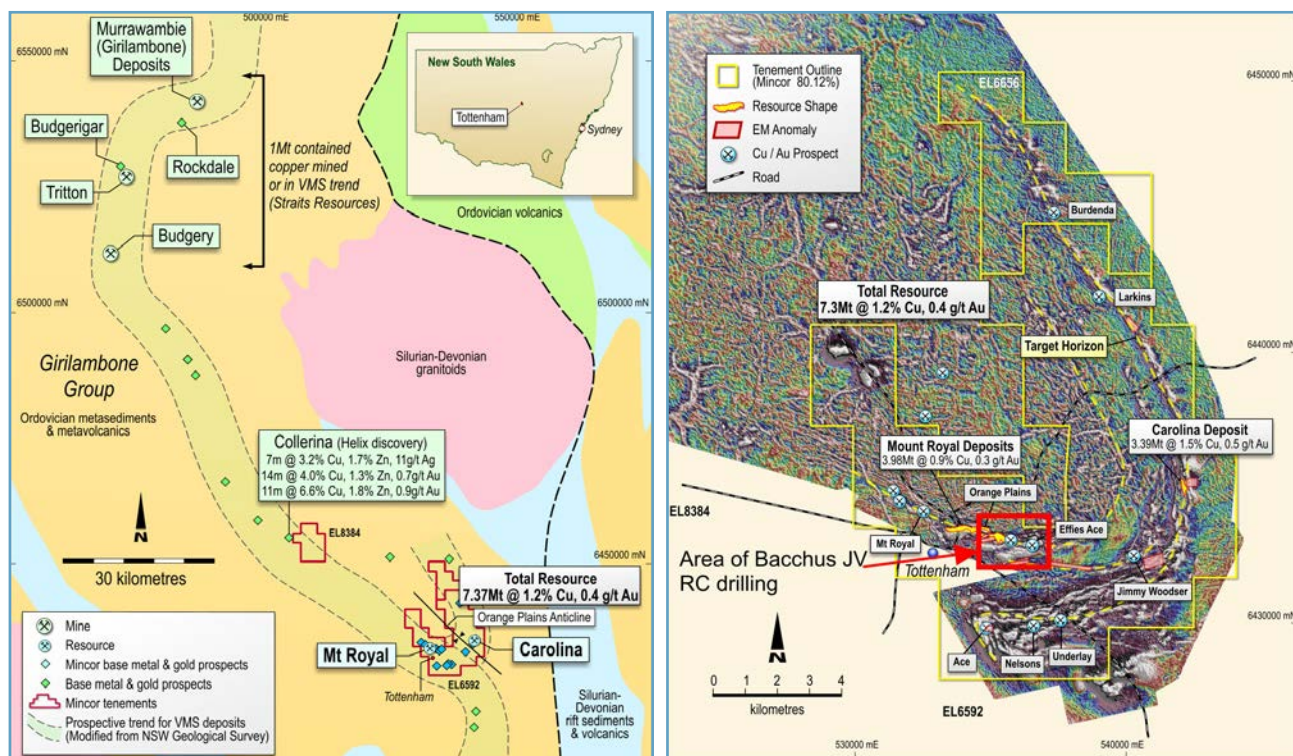 500000 mE
550000 mE
6550000 mN
Murrawambie
(Girilambone)
Deposits
Budgerigar
Rockdale
Tritton
Budgery
1Mt contained
copper mined
or in VMS trend
(Straits Resources)
New South Wales
Tottenham
Sydney
Ordovician volcanics
6500000 mN
6500000 mN
Silurian-Devonian
granitoids
Girilambone
Group
Ordovician metasediments
& metavolcanics
Collerina (Helix discovery)
7m @ 3.2% Cu, 1.7% Zn, 11g/t Ag
14m @ 4.0% Cu, 1.3% Zn, 0.7g/t Au
11m @ 6.6% Cu, 1.8% Zn, 0.9g/t Au
N
30 kilometres
EL8384
6450000 mN
Total Resource
7.37Mt @ 1.2% Cu, 0.4 g/t Au
Orange Plains Anticline
Mt Royal
Carolina
Tottenham
EL6592
Silurian-
Devonian
rift sediments
& volcanics
Mine
Resource
Mincor base metal & gold prospects
Base metal & gold prospects
Mincor tenements
Prospective trend for VMS deposits
(Modified from NSW Geological Survey)
Tenement Outline
(Mincor 80.12%)
Resource Shape
EM Anomaly
Cu / Au Prospect
Road
EL6656
6450000 mN
Burdenda
Larkins
Total Resource
7.3Mt @ 1.2% Cu, 0.4 g/t Au
Target Horizon
6440000 mN
Carolina Deposit
3.39Mt @ 1.5% Cu, 0.5 g/t Au
Mount Royal Deposits
3.98Mt @ 0.9% Cu, 0.3 g/t Au
Orange Plains
EL8384
Mt Royal
Effies Ace
Area of Bacchus JV
RC drilling
Tottenham
Jimmy Woodser
N
6430000 mN
Ace
Nelsons
Underlay
0 1 2 3 4
kilometres
EL6592
530000 mE
540000 mE